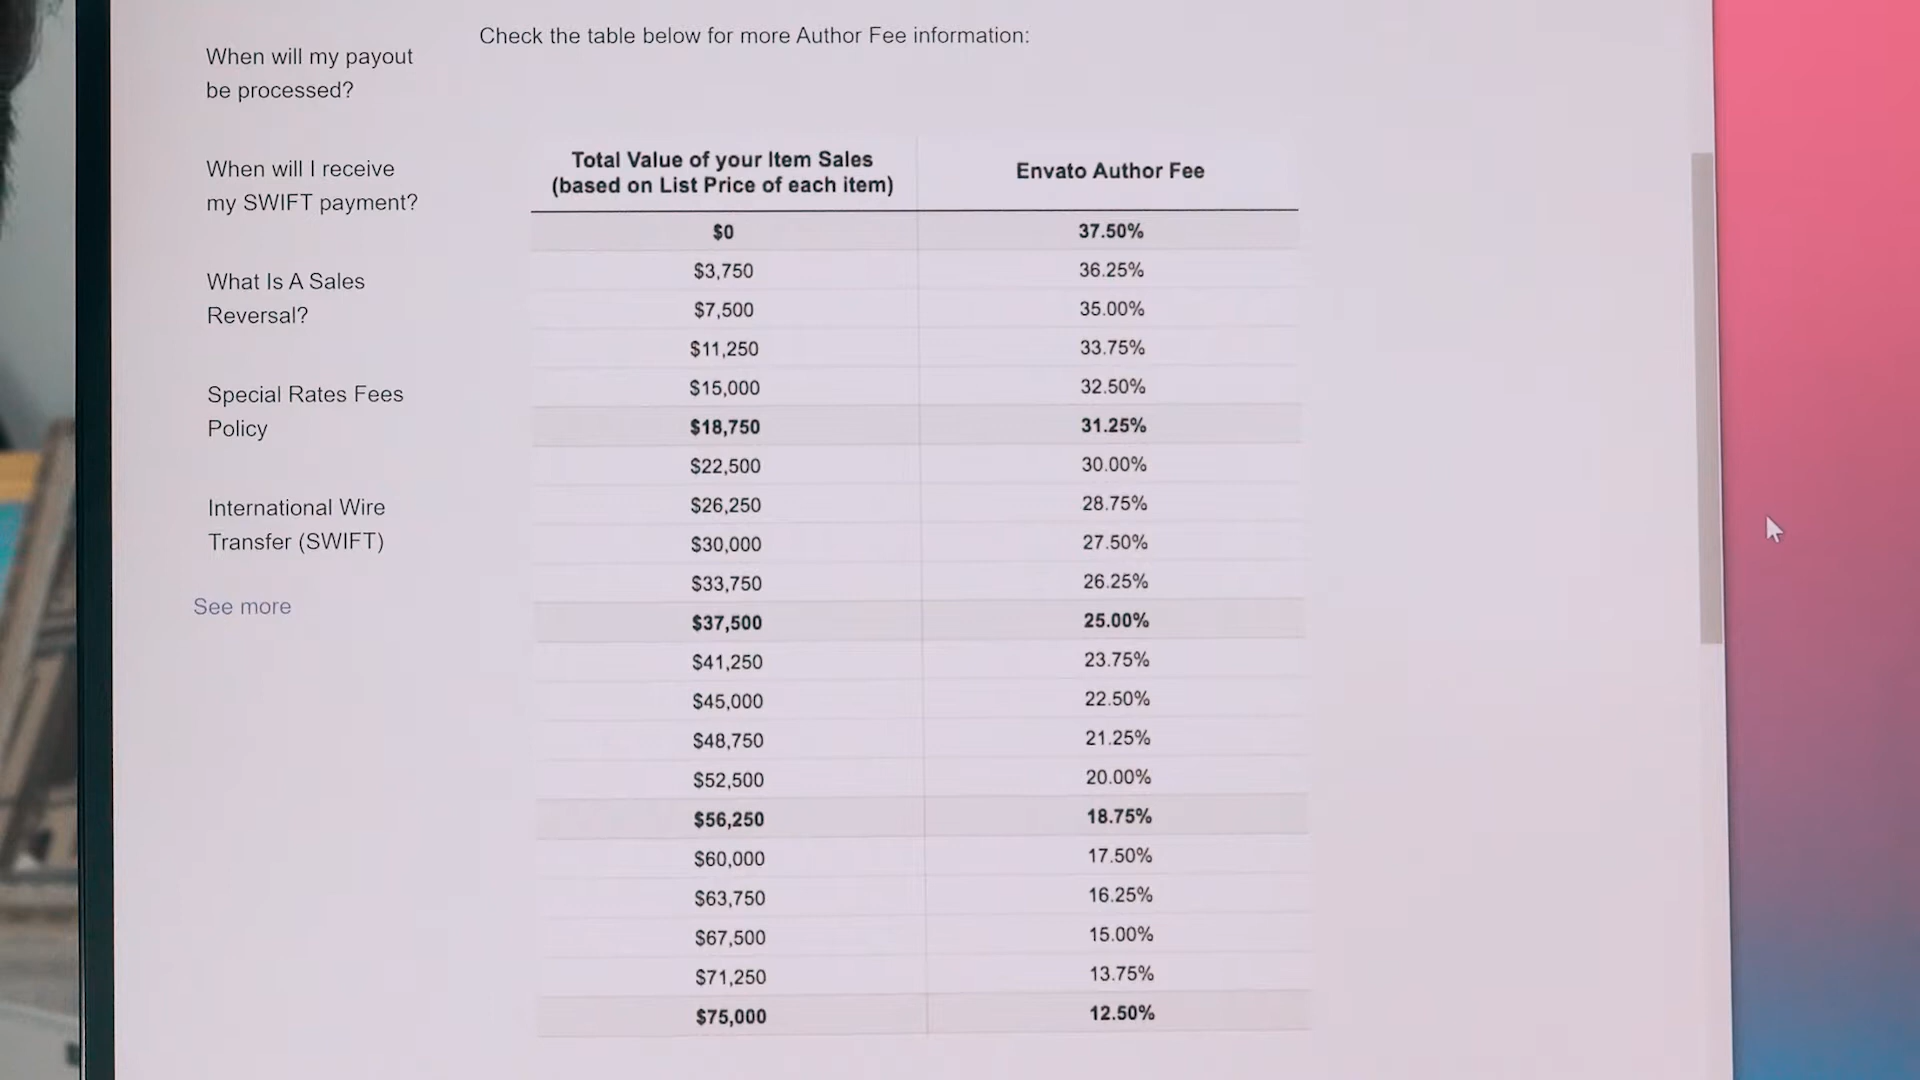 When will my payout
be processed?
When will I receive
my SWIFT payment?
What Is A Sales
Reversal?
Special Rates Fees
Policy
International Wire
Transfer (SWIFT)
See more
Check the table below for more Author Fee information:
Total Value of your Item Sales
(based on List Price of each item)
Envato Author Fee
$0 37.50%
$3,750 36.25%
$7,500 35.00%
$11,250 33.75%
$15,000 32.50%
$18,750 31.25%
$22,500 30.00%
$26,250 28.75%
$30,000 27.50%
$33,750 26.25%
$37,500 25.00%
$41,250 23.75%
$45,000 22.50%
$48,750 21.25%
$52,500 20.00%
$56,250 18.75%
$60,000 17.50%
$63,750 16.25%
$67,500 15.00%
$71,250 13.75%
$75,000 12.50%